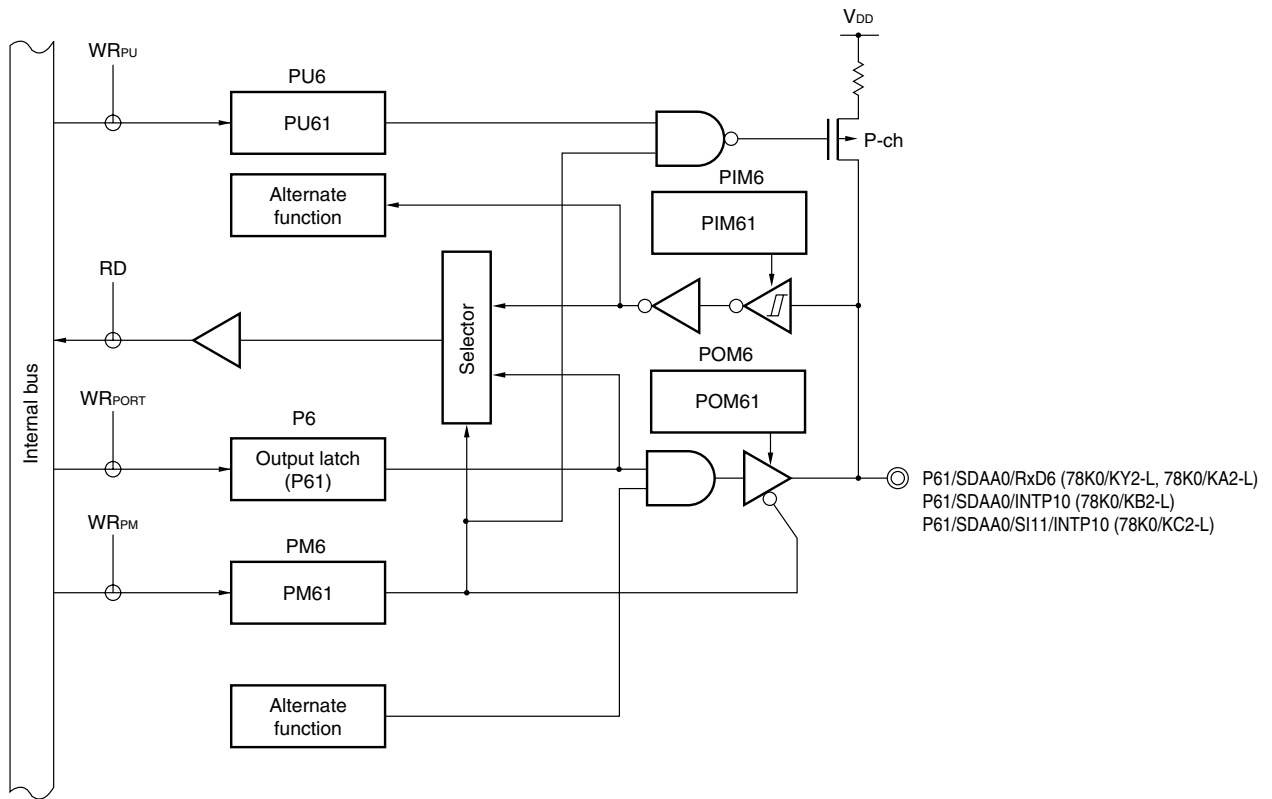 VDD
WRPU
PU6
PU61
P-ch
Alternate
function
PIM6
PIM61
RD
Selector
POM6
POM61
WRPORT
P6
Output latch
(P61)
Internal bus
P61/SDAA0/RxD6 (78K0/KY2-L, 78K0/KA2-L)
P61/SDAA0/INTP10 (78K0/KB2-L)
P61/SDAA0/SI11/INTP10 (78K0/KC2-L)
WRPM
PM6
PM61
Alternate
function